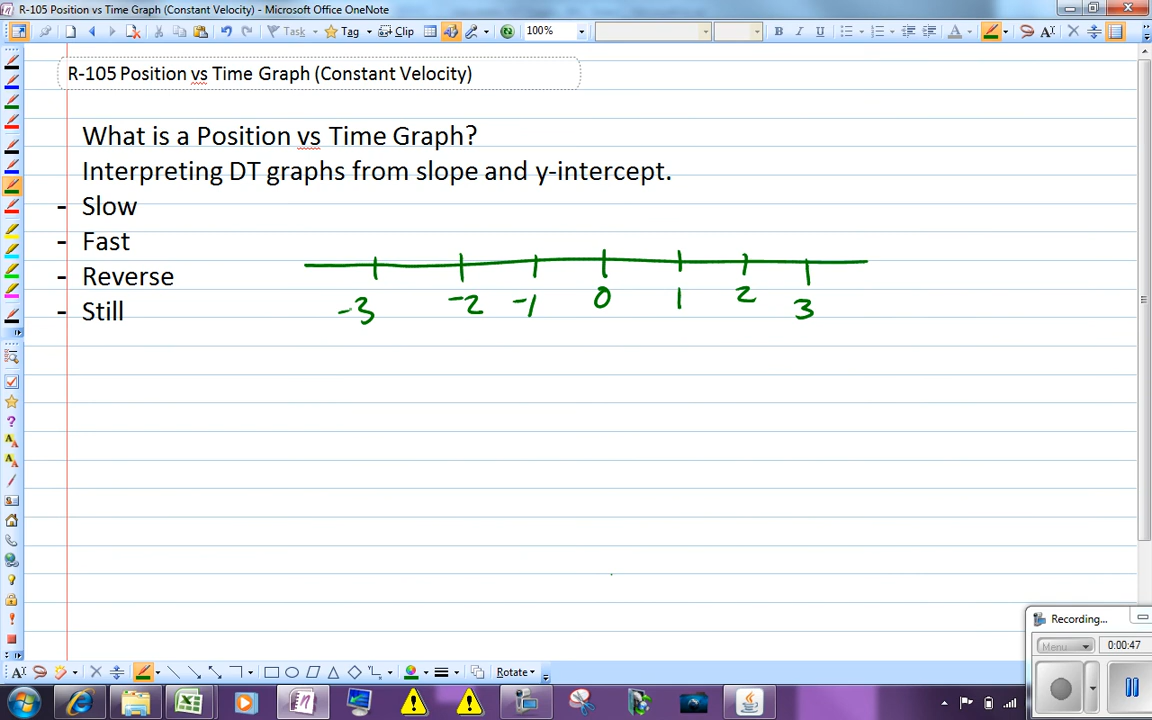 R-105 Position vs Time Graph (Constant Velocity) - Microsoft Office OneNote
Task Tag Clip 100% B I U A
R-105 Position vs Time Graph (Constant Velocity)
What is a Position vs Time Graph?
Interpreting DT graphs from slope and y-intercept.
- Slow
- Fast
- Reverse
- Still
-3 -2 -1 0 1 2 3
Recording...
Menu 0:00:47
Rotate